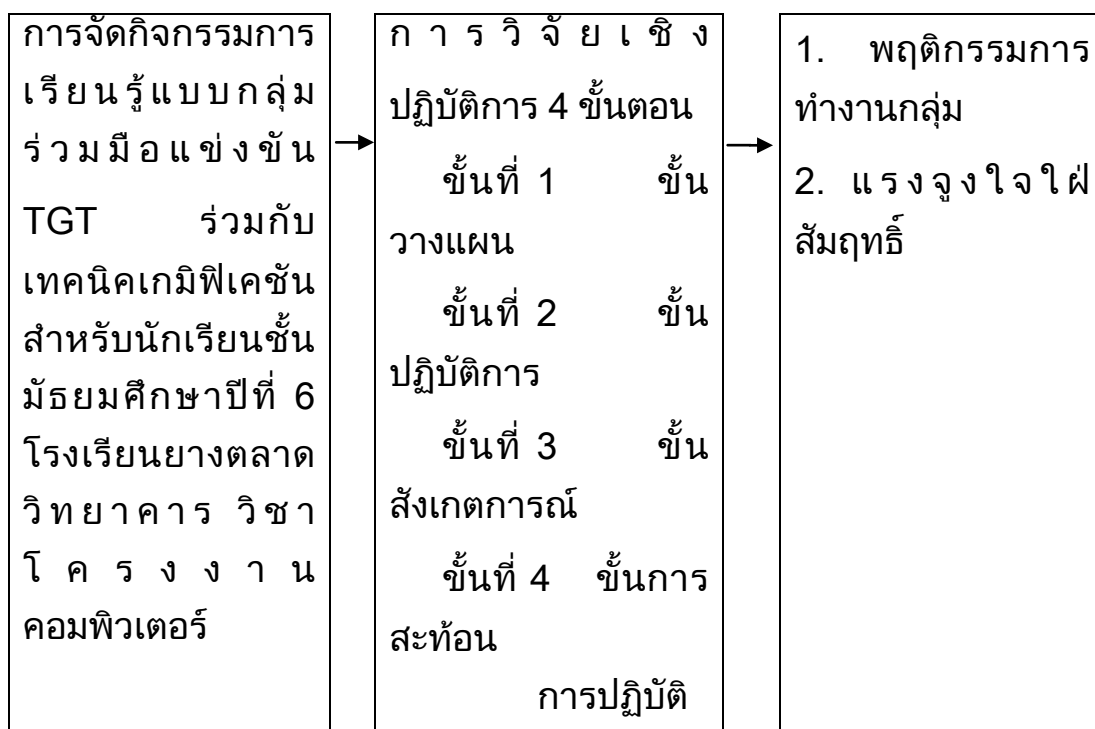 การจัดกิจกรรมการ
เรียนรู้แบบกลุ่ม
ร่วมมือแข่งขัน
TGT ร่วมกับ
เทคนิคเกมิฟิเคชัน
สำหรับนักเรียนชั้น
มัธยมศึกษาปีที่ 6
โรงเรียนยางตลาด
วิทยาคาร วิชา
โครงงาน
คอมพิวเตอร์
การวิจัยเชิง
ปฏิบัติการ 4 ขั้นตอน
ขั้นที่ 1 ขั้น
วางแผน
ขั้นที่ 2 ขั้น
ปฏิบัติการ
ขั้นที่ 3 ขั้น
สังเกตการณ์
ขั้นที่ 4 ขั้นการ
สะท้อน
การปฏิบัติ
1. พฤติกรรมการ
ทำงานกลุ่ม
2. แรงจูงใจใฝ่
สัมฤทธิ์